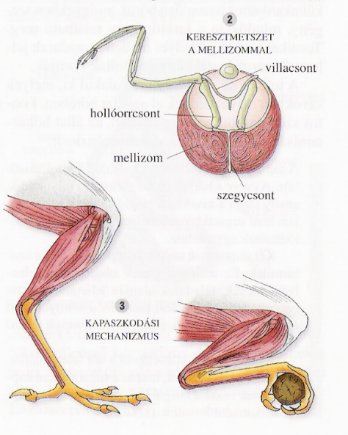 2
KERESZTMETSZET
A MELLIZOMMAL
villacsont
hollóorrcsont
mellizom
szegycsont
3
KAPASZKODÁSI
MECHANIZMUS